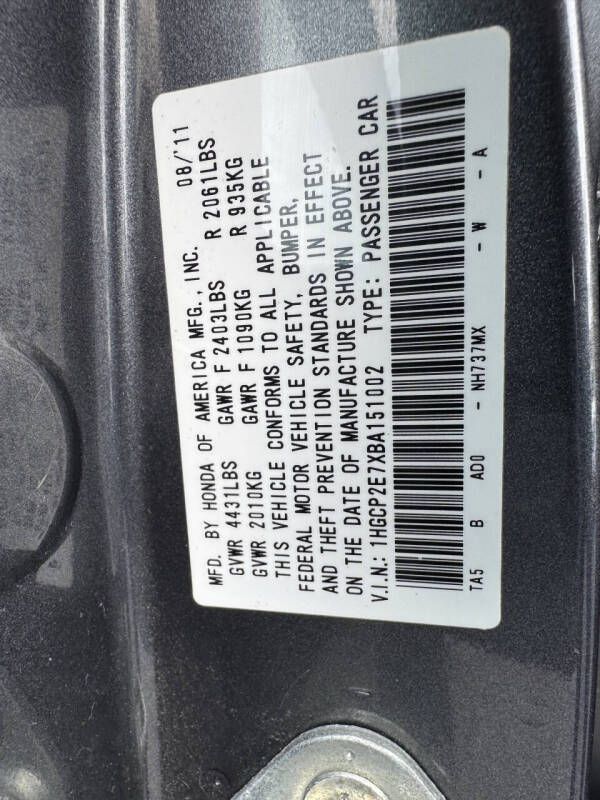 MFD. BY HONDA OF AMERICA MFG., INC. 08/'11
GVWR 4431LBS GAWR F 2403LBS R 2061LBS
GVWR 2010KG GAWR F 1090KG R 935KG
THIS VEHICLE CONFORMS TO ALL APPLICABLE
FEDERAL MOTOR VEHICLE SAFETY, BUMPER,
AND THEFT PREVENTION STANDARDS IN EFFECT
ON THE DATE OF MANUFACTURE SHOWN ABOVE.
V.I.N.: 1HGCP2E7XBA151002 TYPE: PASSENGER CAR
TA5 B AD0 - NH737MX - W - A